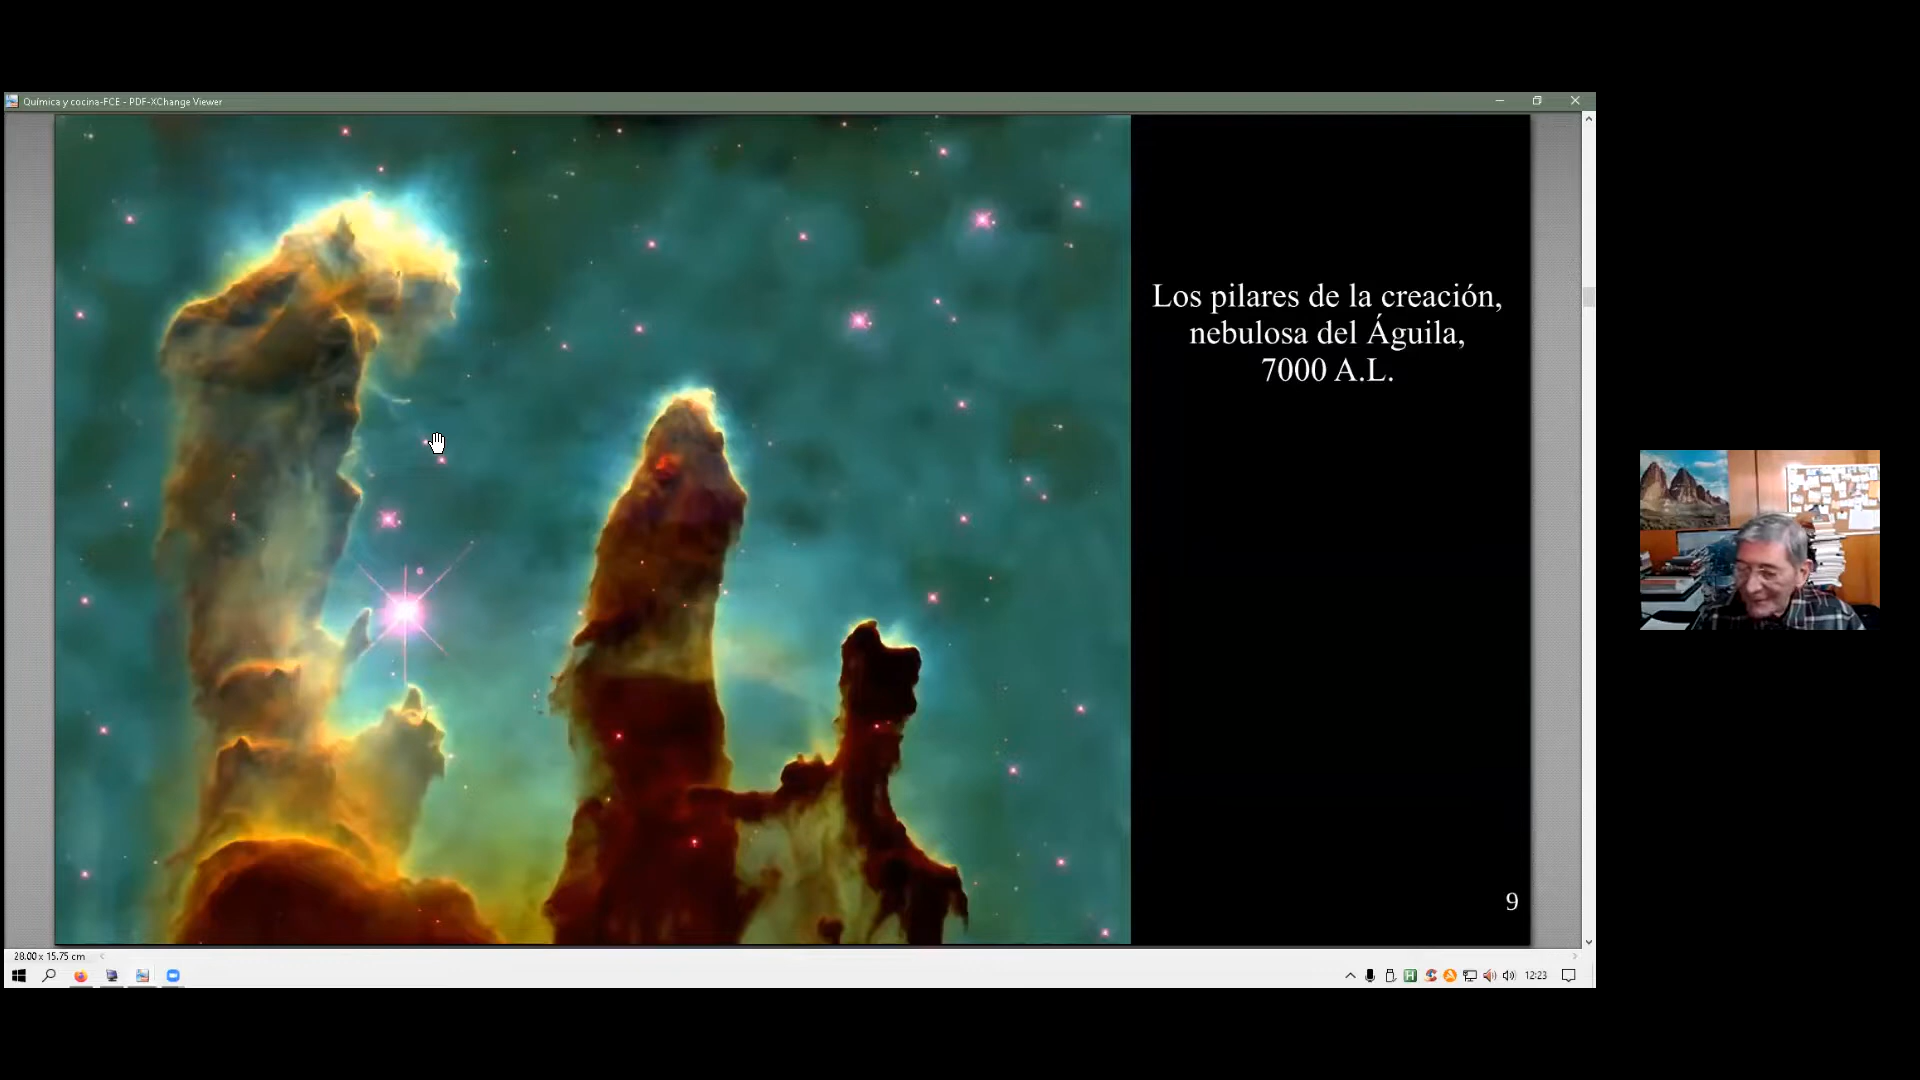 Química y cocina-FCE - PDF-XChange Viewer
Los pilares de la creación,
nebulosa del Águila,
7000 A.L.
9
28.00 x 15.75 cm
12:23